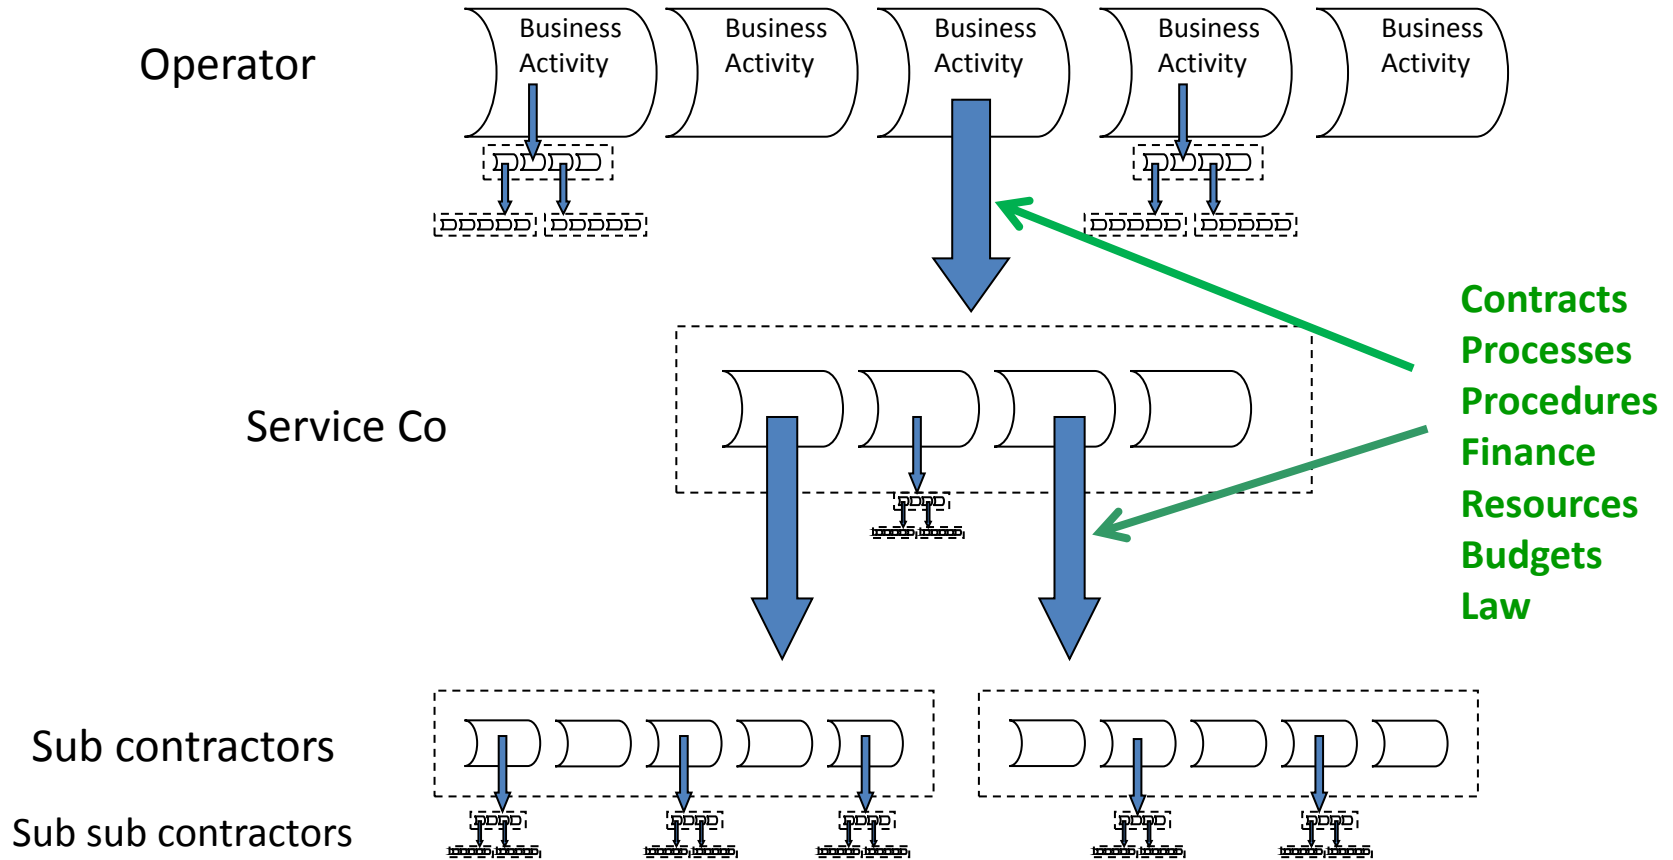 Operator
Business
Activity
Business
Activity
Business
Activity
Business
Activity
Business
Activity
Contracts
Processes
Procedures
Finance
Resources
Budgets
Law
Service Co
Sub contractors
Sub sub contractors